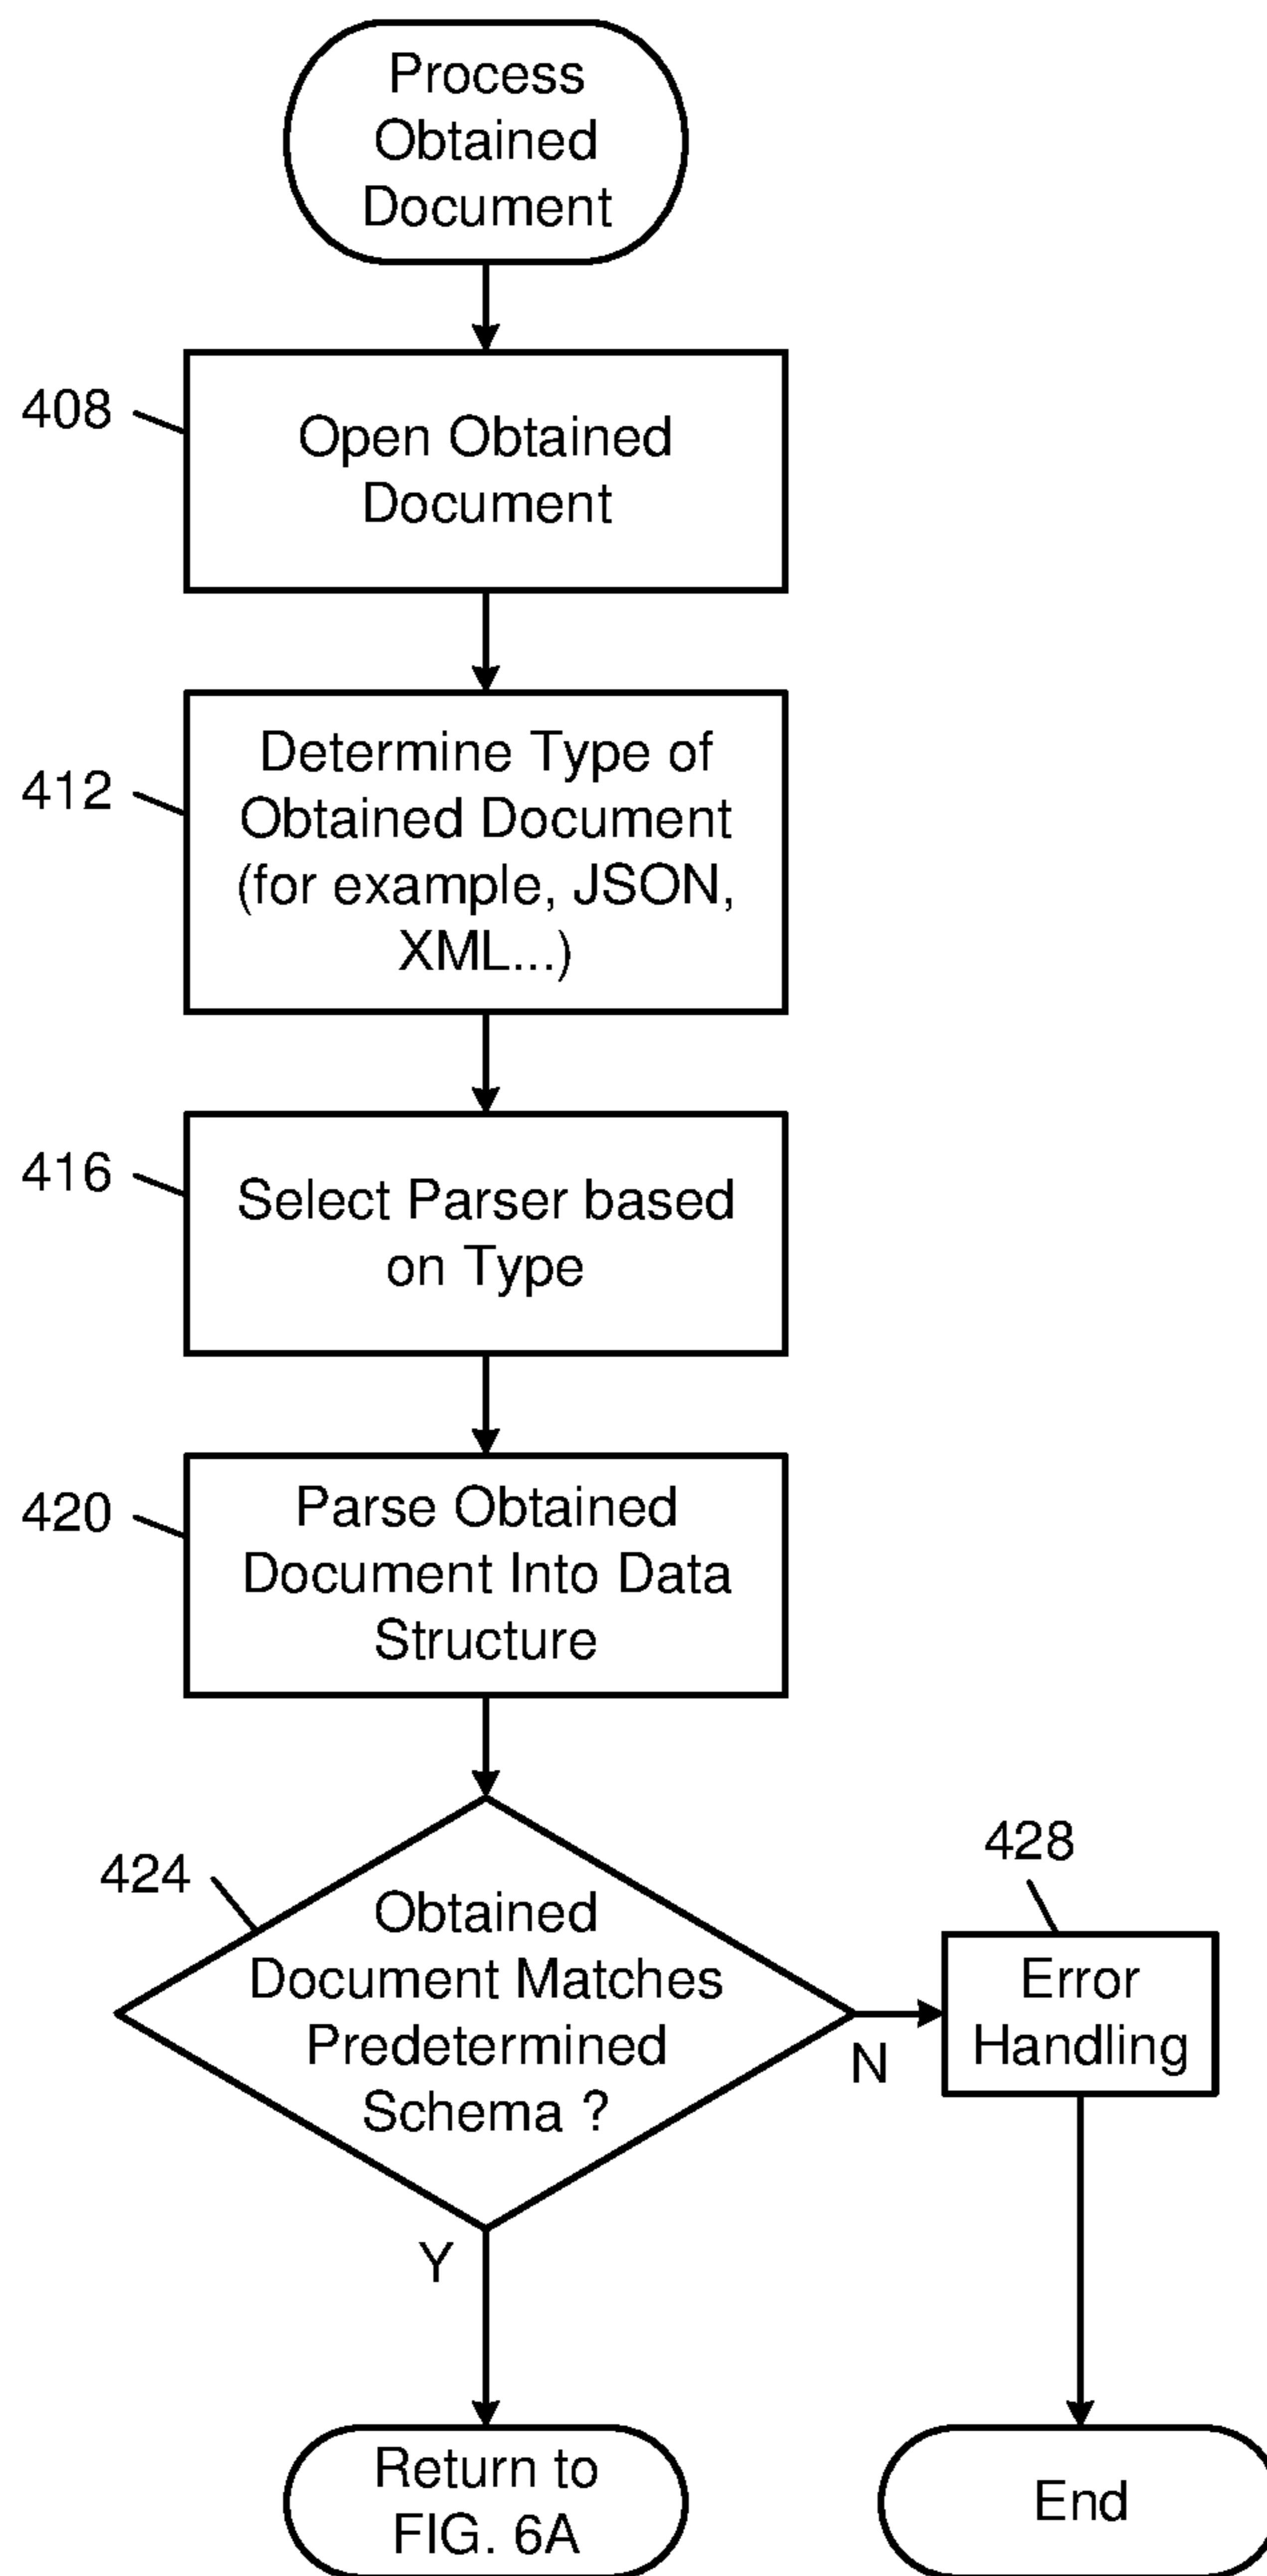 Process
Obtained
Document
408
Open Obtained
Document
412
Determine Type of
Obtained Document
(for example, JSON,
XML...)
416
Select Parser based
on Type
420
Parse Obtained
Document Into Data
Structure
424
Obtained
Document Matches
Predetermined
Schema ?
428
Error
Handling
N
Y
Return to
FIG. 6A
End